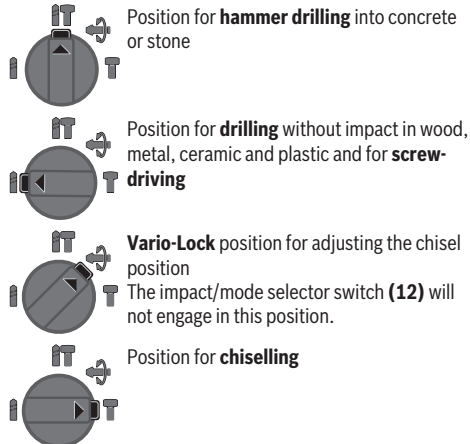 Position for hammer drilling into concrete
or stone
Position for drilling without impact in wood,
metal, ceramic and plastic and for screw-
driving
Vario-Lock position for adjusting the chisel
position
The impact/mode selector switch (12) will
not engage in this position.
Position for chiselling